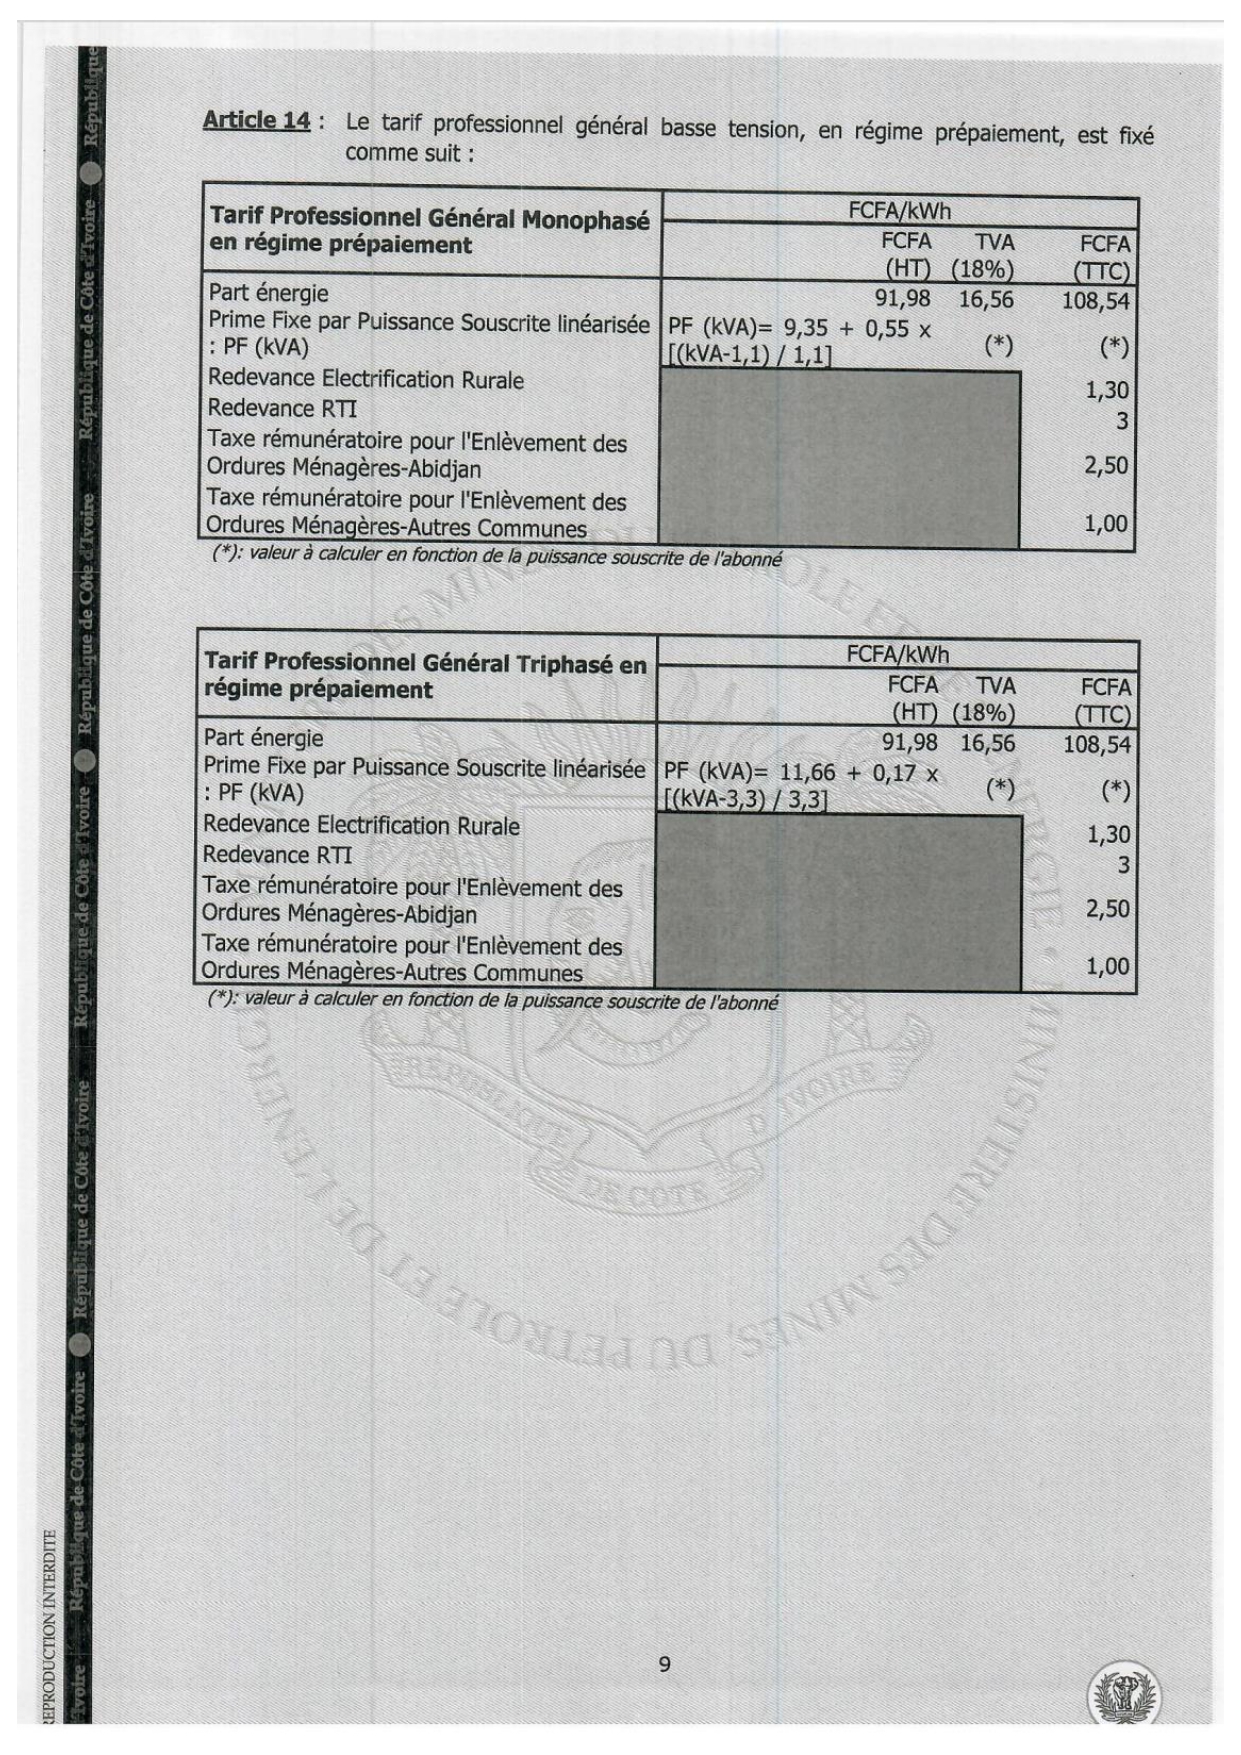 Article 14 : Le tarif professionnel général basse tension, en régime prépaiement, est fixé
comme suit :
Tarif Professionnel Général Monophasé
en régime prépaiement
FCFA/kWh
FCFA TVA FCFA
(HT) (18%) (TTC)
Part énergie 91,98 16,56 108,54
Prime Fixe par Puissance Souscrite linéarisée PF (kVA)= 9,35 + 0,55 x
: PF (kVA) [(kVA-1,1) / 1,1] (*) (*)
Redevance Electrification Rurale 1,30
Redevance RTI 3
Taxe rémunératoire pour l'Enlèvement des
Ordures Ménagères-Abidjan 2,50
Taxe rémunératoire pour l'Enlèvement des
Ordures Ménagères-Autres Communes 1,00
(*): valeur à calculer en fonction de la puissance souscrite de l'abonné
Tarif Professionnel Général Triphasé en
régime prépaiement
FCFA/kWh
FCFA TVA FCFA
(HT) (18%) (TTC)
Part énergie 91,98 16,56 108,54
Prime Fixe par Puissance Souscrite linéarisée PF (kVA)= 11,66 + 0,17 x
: PF (kVA) [(kVA-3,3) / 3,3] (*) (*)
Redevance Electrification Rurale 1,30
Redevance RTI 3
Taxe rémunératoire pour l'Enlèvement des
Ordures Ménagères-Abidjan 2,50
Taxe rémunératoire pour l'Enlèvement des
Ordures Ménagères-Autres Communes 1,00
(*): valeur à calculer en fonction de la puissance souscrite de l'abonné
REPUBLIQUE
DE COTE
D'IVOIRE
MINISTERE DES MINES, DU PETROLE ET DE L'ENERGIE
9
EPRODUCTION INTERDITE
Ivoire République de Côte d'Ivoire République de Côte d'Ivoire République de Côte d'Ivoire République de Côte d'Ivoire République de Côte d'Ivoire République